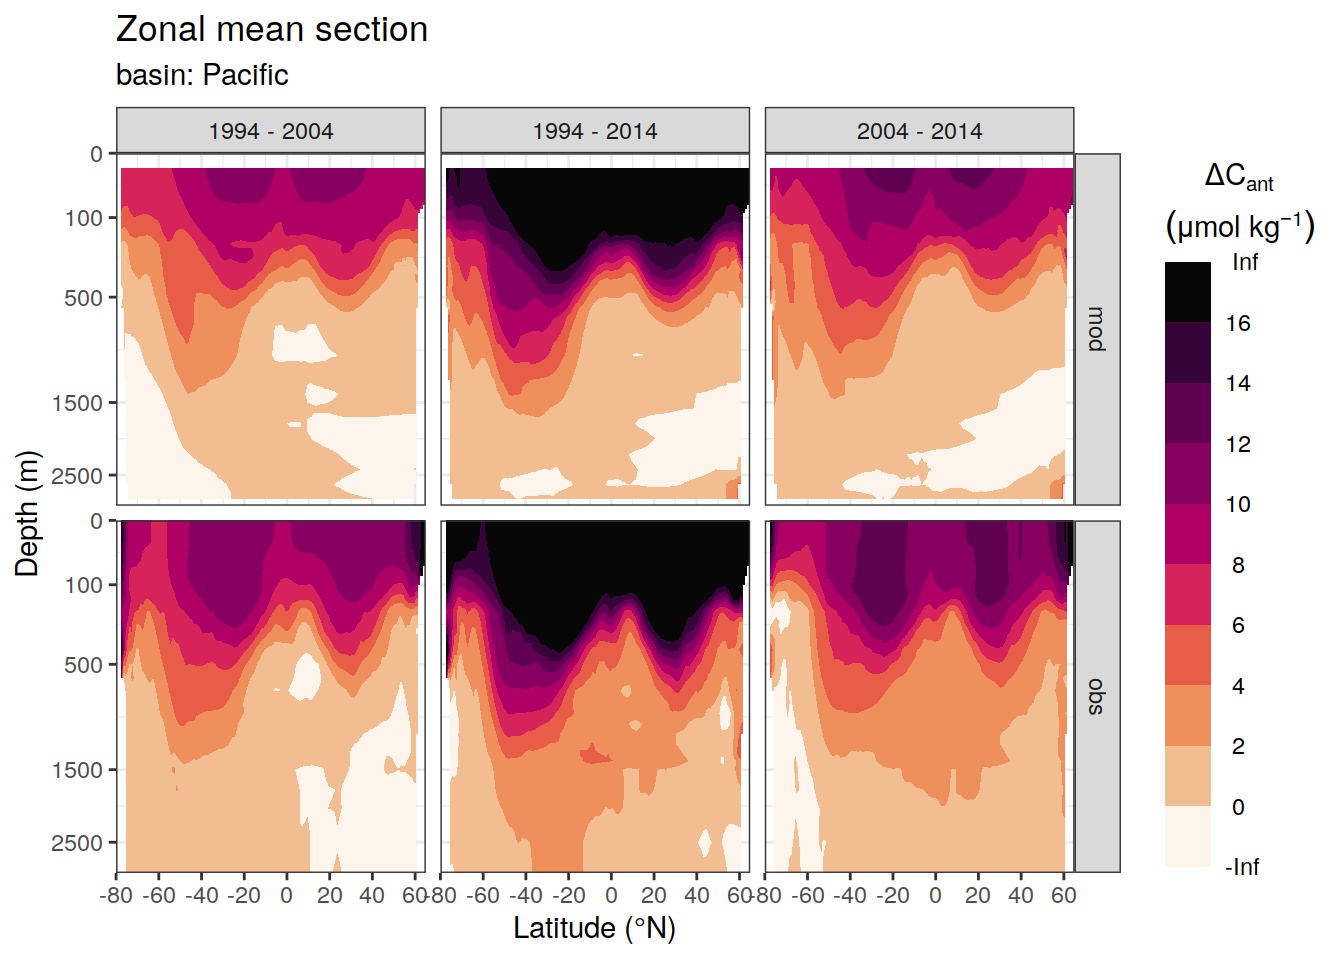 Zonal mean section
basin: Pacific
1994 - 2004
1994 - 2014
2004 - 2014
0
100
500
1500
2500
mod
0
100
500
1500
2500
obs
-80 -60 -40 -20 0 20 40 60
-80 -60 -40 -20 0 20 40 60
-80 -60 -40 -20 0 20 40 60
Latitude (°N)
Depth (m)
ΔCant
(μmol kg⁻¹)
Inf
16
14
12
10
8
6
4
2
0
-Inf